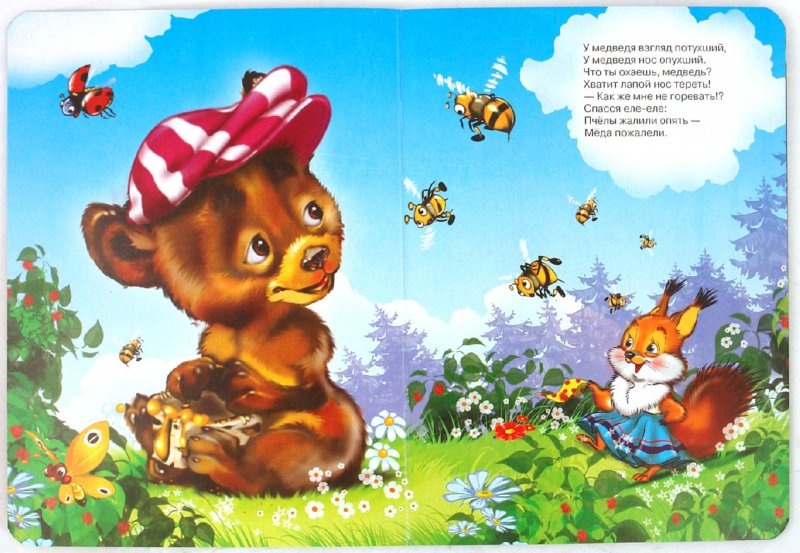 У медведя взгляд потухший,
У медведя нос опухший.
Что ты охаешь, медведь?
Хватит лапой нос тереть!
— Как же мне не горевать!?
Спасся еле-еле:
Пчёлы жалили опять —
Мёда пожалели.